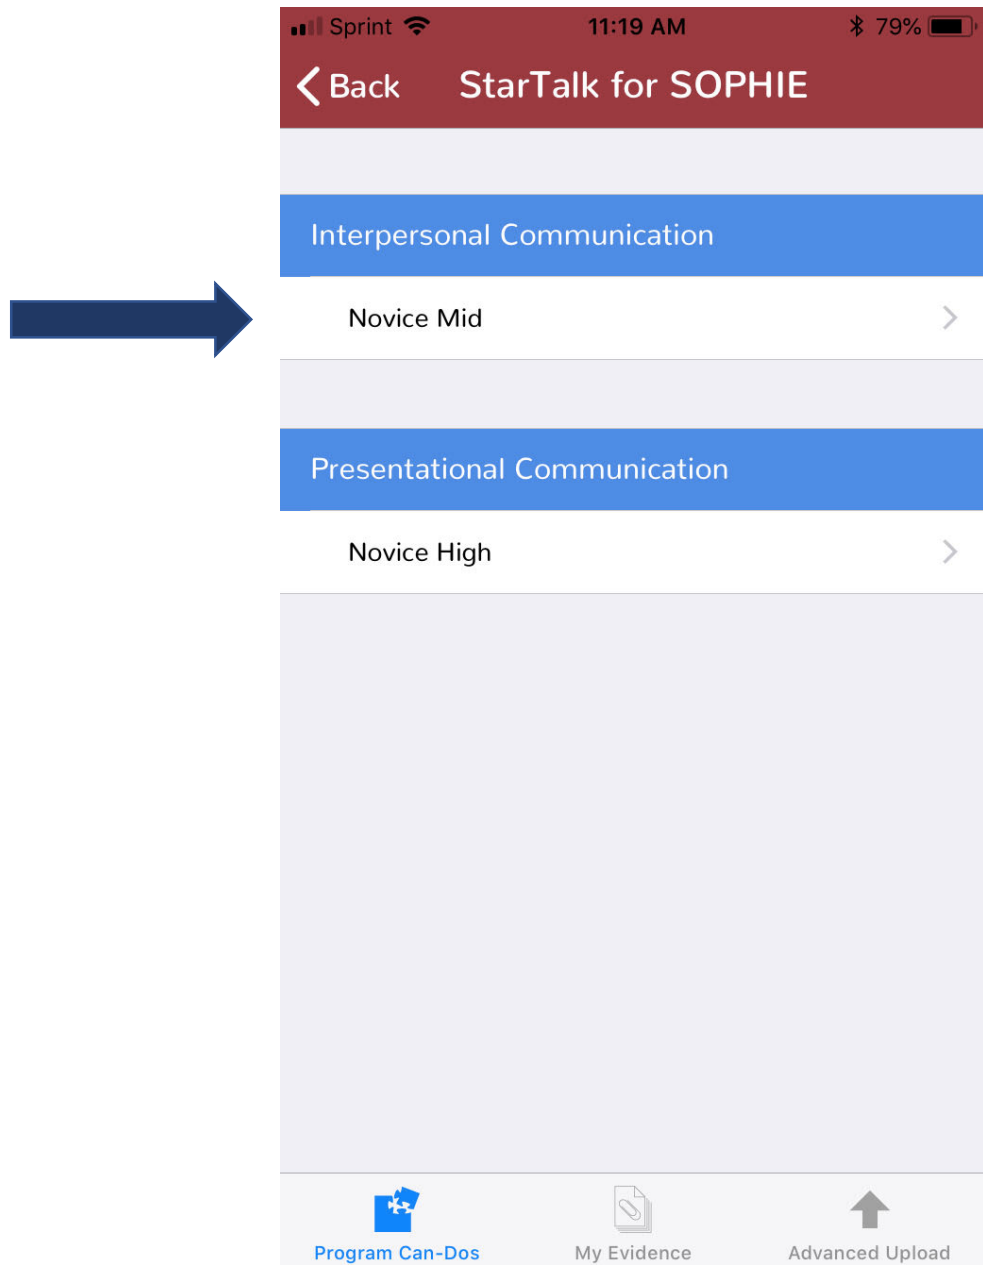 Sprint 11:19 AM 79%
Back StarTalk for SOPHIE
Interpersonal Communication
Novice Mid
Presentational Communication
Novice High
Program Can-Dos My Evidence Advanced Upload